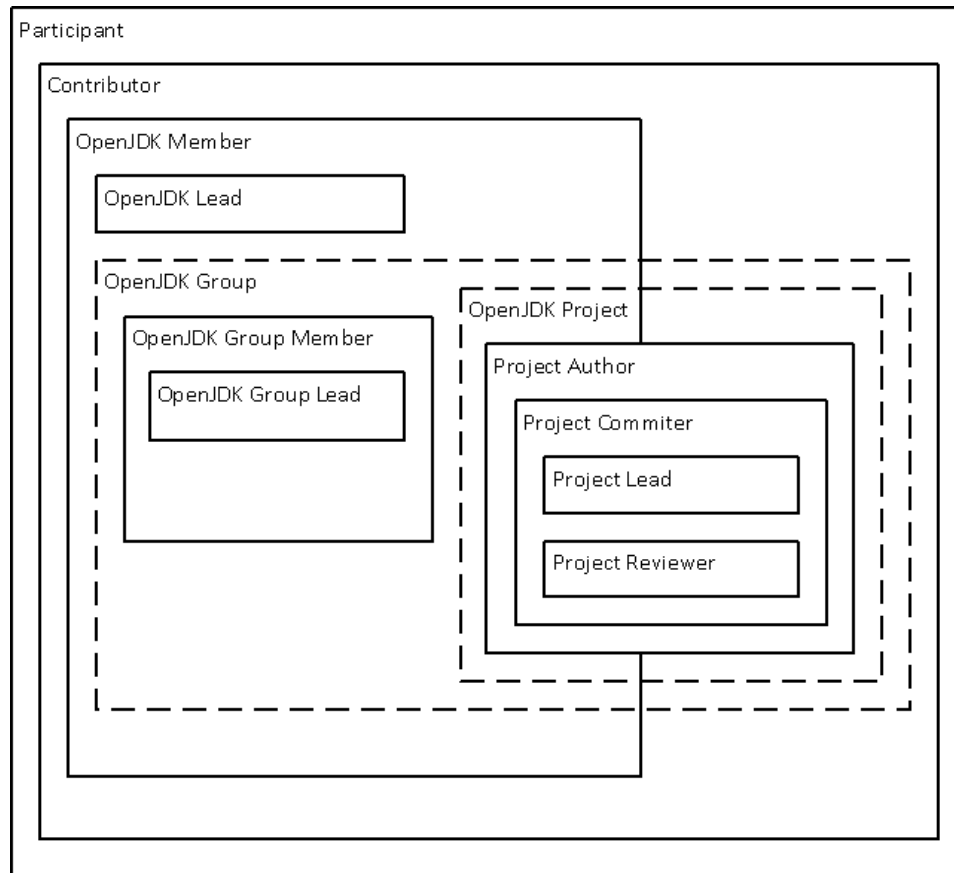 Participant
Contributor
OpenJDK Member
OpenJDK Lead
OpenJDK Group
OpenJDK Project
OpenJDK Group Member
Project Author
OpenJDK Group Lead
Project Commiter
Project Lead
Project Reviewer